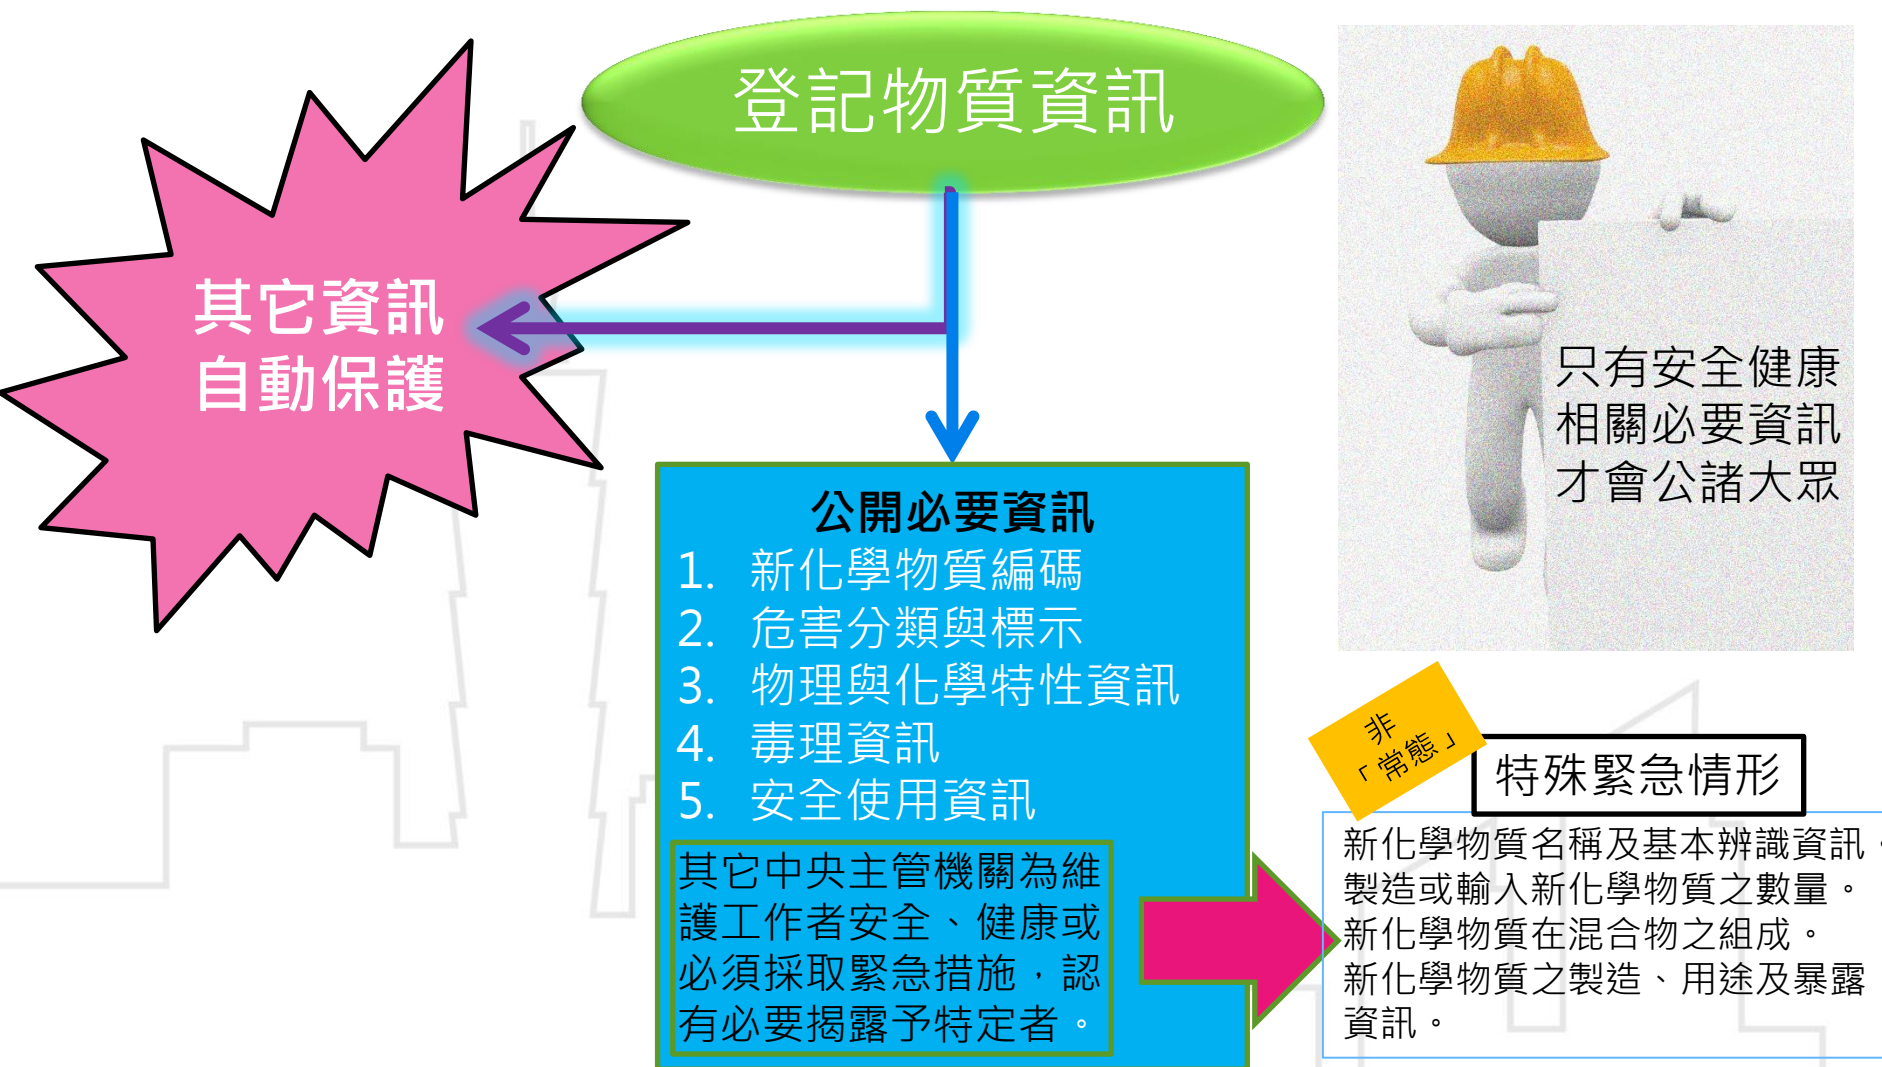 登記物質資訊
其它資訊
自動保護
只有安全健康
相關必要資訊
才會公諸大眾
公開必要資訊
1. 新化學物質編碼
2. 危害分類與標示
3. 物理與化學特性資訊
4. 毒理資訊
5. 安全使用資訊
其它中央主管機關為維
護工作者安全、健康或
必須採取緊急措施，認
有必要揭露予特定者。
非
「常態」
特殊緊急情形
新化學物質名稱及基本辨識資訊。
製造或輸入新化學物質之數量。
新化學物質在混合物之組成。
新化學物質之製造、用途及暴露
資訊。